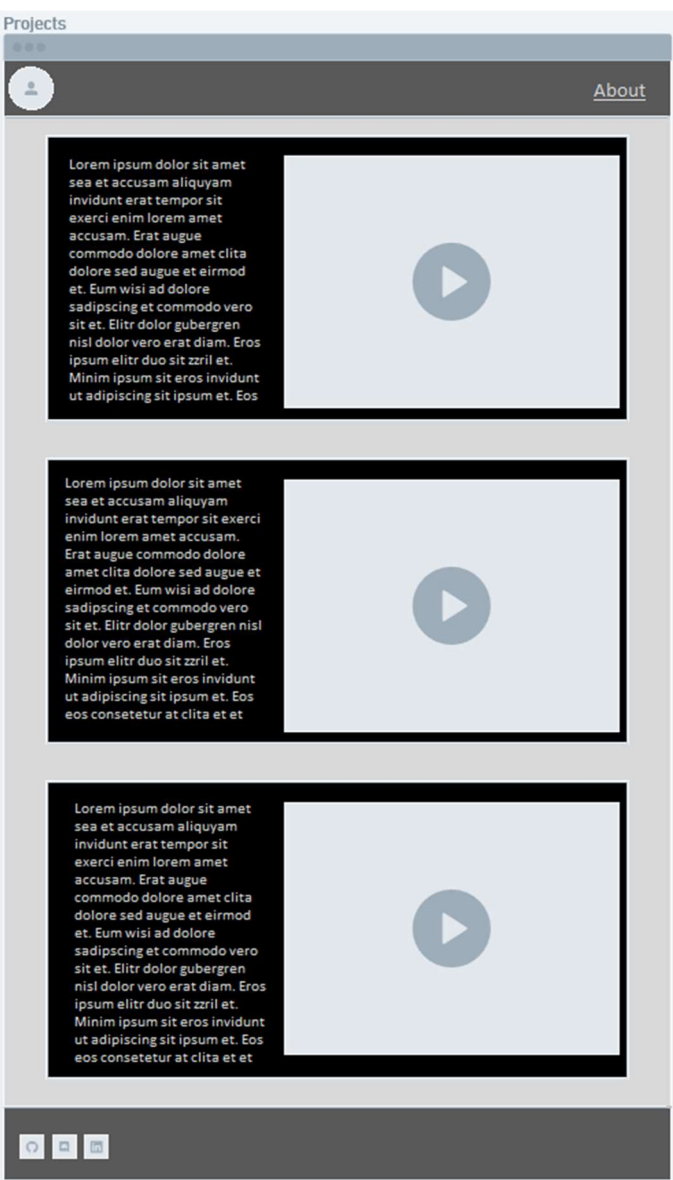 Projects
About
Lorem ipsum dolor sit amet
sea et accusam aliquyam
invidunt erat tempor sit
exerci enim lorem amet
accusam. Erat augue
commodo dolore amet clita
dolore sed augue et eirmod
et. Eum wisi ad dolore
sadipscing et commodo vero
sit et. Elitr dolor gubergren
nisl dolor vero erat diam. Eros
ipsum elitr duo sit zzril et.
Minim ipsum sit eros invidunt
ut adipiscing sit ipsum et. Eos
Lorem ipsum dolor sit amet
sea et accusam aliquyam
invidunt erat tempor sit exerci
enim lorem amet accusam.
Erat augue commodo dolore
amet clita dolore sed augue et
eirmod et. Eum wisi ad dolore
sadipscing et commodo vero
sit et. Elitr dolor gubergren nisl
dolor vero erat diam. Eros
ipsum elitr duo sit zzril et.
Minim ipsum sit eros invidunt
ut adipiscing sit ipsum et. Eos
eos consetetur at clita et et
Lorem ipsum dolor sit amet
sea et accusam aliquyam
invidunt erat tempor sit
exerci enim lorem amet
accusam. Erat augue
commodo dolore amet clita
dolore sed augue et eirmod
et. Eum wisi ad dolore
sadipscing et commodo vero
sit et. Elitr dolor gubergren
nisl dolor vero erat diam. Eros
ipsum elitr duo sit zzril et.
Minim ipsum sit eros invidunt
ut adipiscing sit ipsum et. Eos
eos consetetur at clita et et